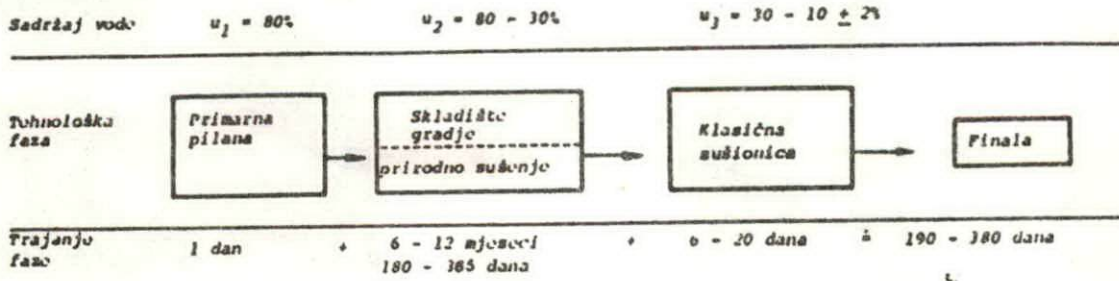 Sadržaj vode u₁ = 80% u₂ = 80 - 30% u₃ = 30 - 10 ± 2%
Tehnološka faza
Primarna pilana
Skladište gradje
prirodno sušenje
Klasična sušionica
Finala
Trajanje faze
1 dan + 6 - 12 mjeseci + 6 - 20 dana ≐ 190 - 380 dana
180 - 365 dana